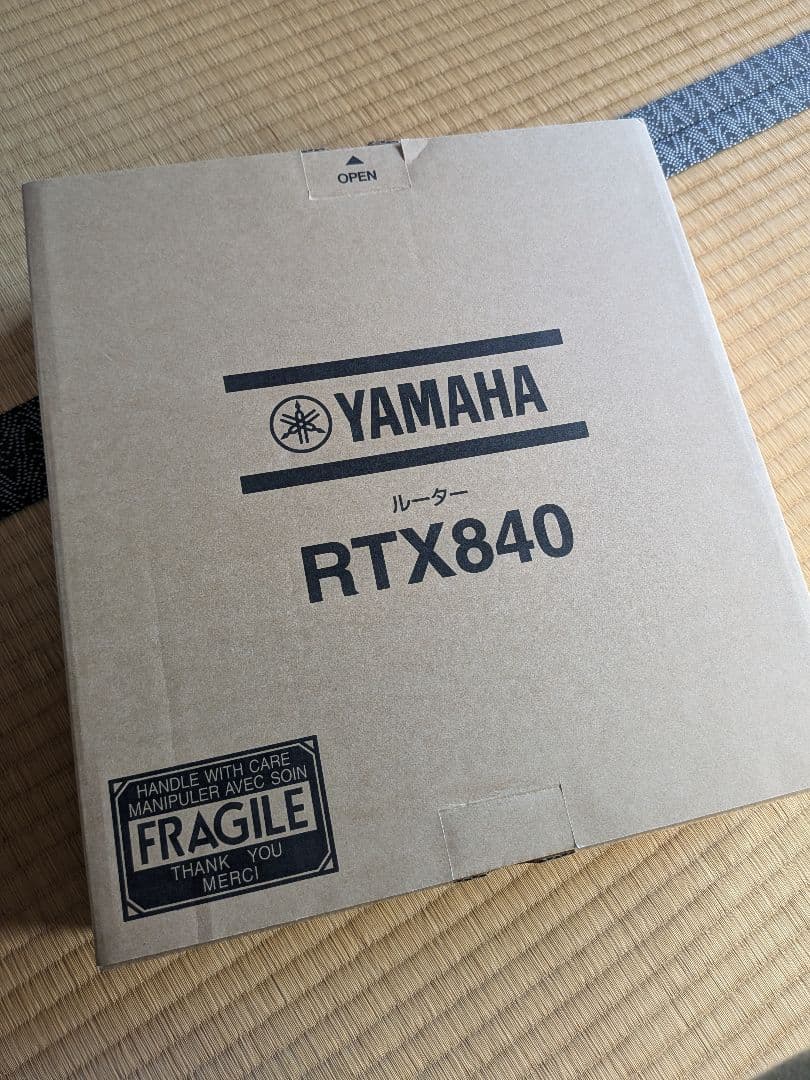 ▲
OPEN
YAMAHA
ルーター
RTX840
HANDLE WITH CARE
MANIPULER AVEC SOIN
FRAGILE
THANK YOU
MERCI